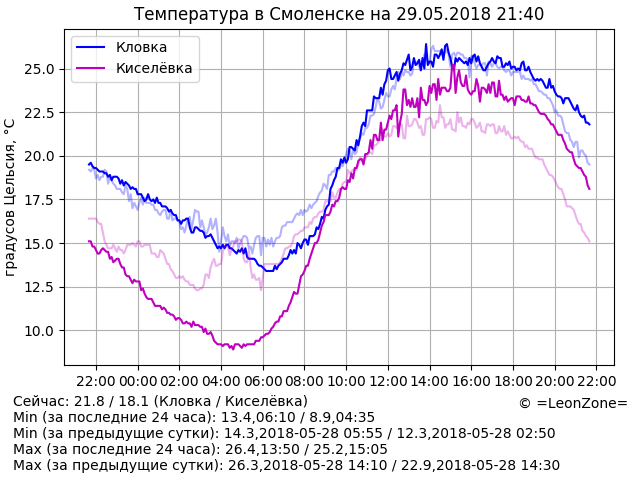 Температура в Смоленске на 29.05.2018 21:40
Кловка
Киселёвка
градусов Цельсия, °C
25.0
22.5
20.0
17.5
15.0
12.5
10.0
22:00 00:00 02:00 04:00 06:00 08:00 10:00 12:00 14:00 16:00 18:00 20:00 22:00
Сейчас: 21.8 / 18.1 (Кловка / Киселёвка)
© =LeonZone=
Min (за последние 24 часа): 13.4,06:10 / 8.9,04:35
Min (за предыдущие сутки): 14.3,2018-05-28 05:55 / 12.3,2018-05-28 02:50
Max (за последние 24 часа): 26.4,13:50 / 25.2,15:05
Max (за предыдущие сутки): 26.3,2018-05-28 14:10 / 22.9,2018-05-28 14:30